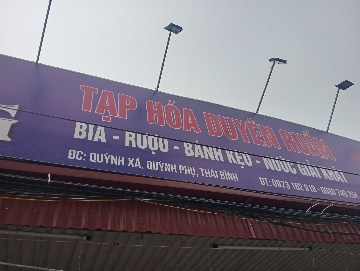 TẠP HÓA DUYÊN
BIA - RƯỢU - BÁNH KẸO - NƯỚC GIẢI KHÁT
ĐC: QUỲNH XÁ, QUỲNH PHỤ, THÁI BÌNH
ĐT: